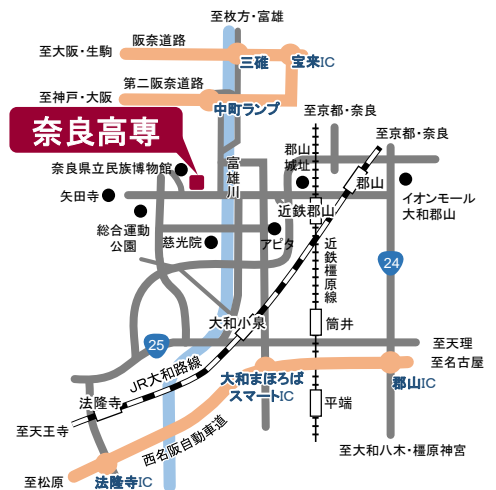 至枚方・富雄
阪奈道路
至大阪・生駒
三碓
宝来IC
第二阪奈道路
至神戸・大阪
中町ランプ
至京都・奈良
奈良高専
至京都・奈良
郡山
城址
奈良県立民族博物館
富雄川
郡山
矢田寺
イオンモール
大和郡山
近鉄郡山
総合運動
公園
慈光院
アピタ
近鉄橿原線
24
大和小泉
筒井
25
至天理
至名古屋
JR大和路線
大和まほろば
スマートIC
郡山IC
法隆寺
平端
至天王寺
西名阪自動車道
至大和八木・橿原神宮
至松原
法隆寺IC